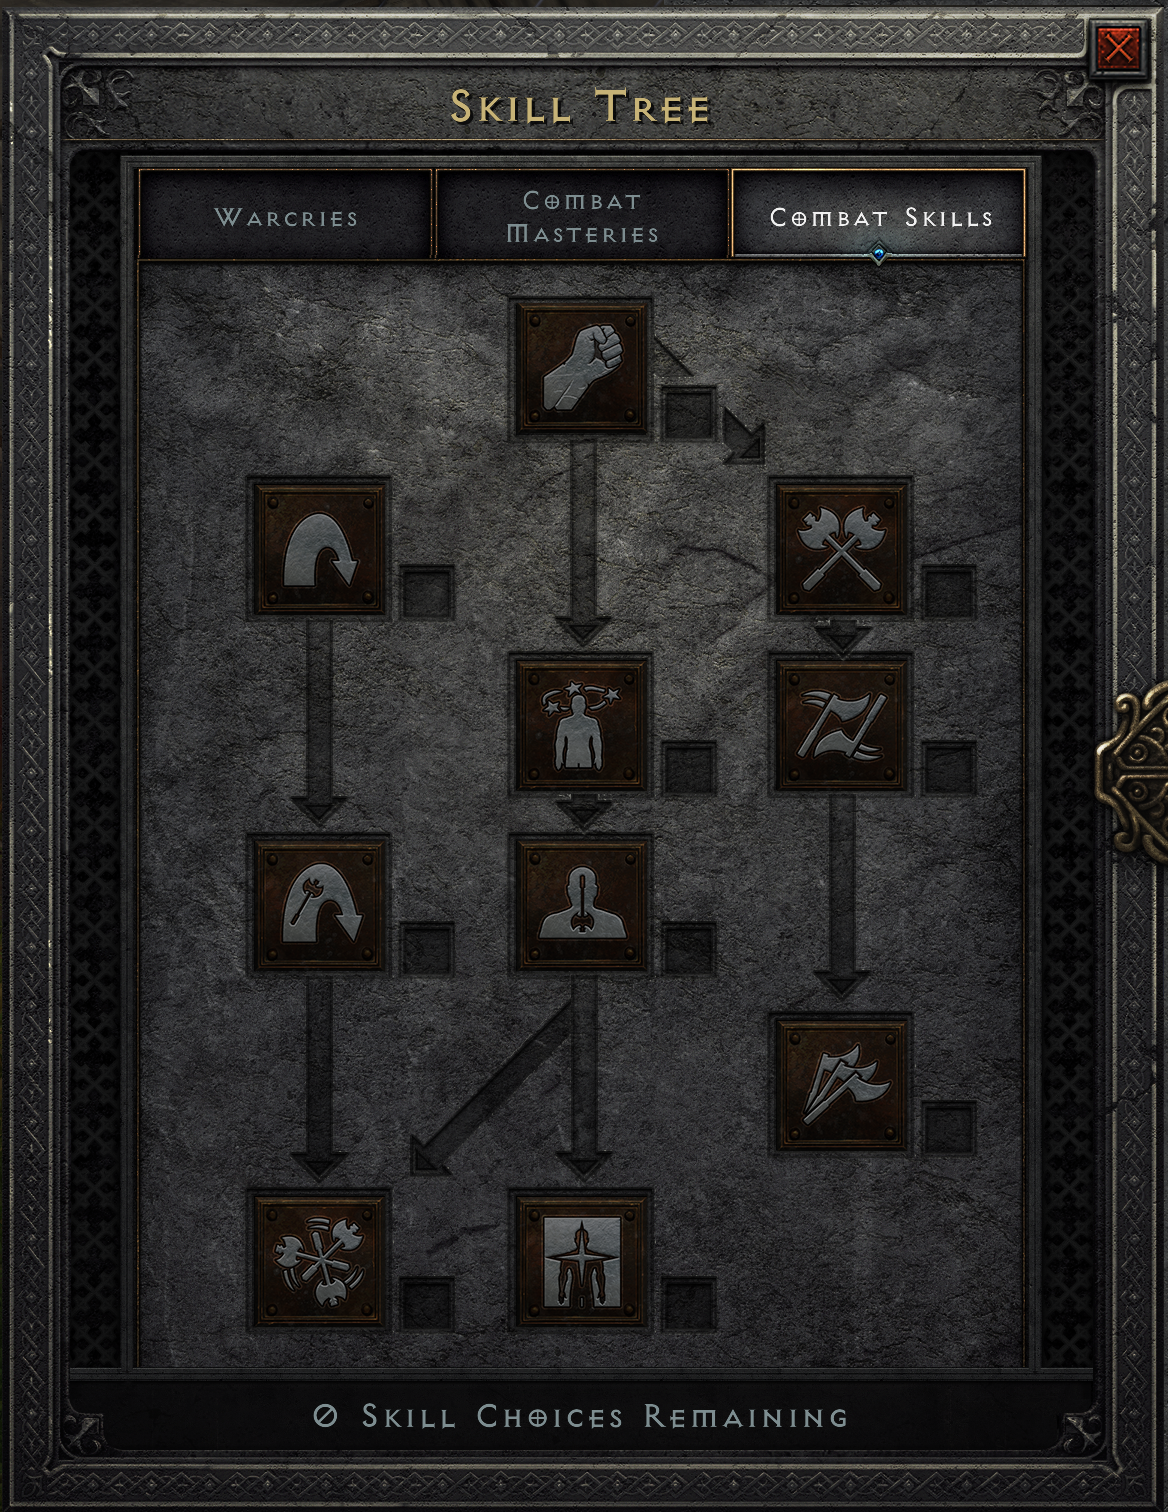 Skill Tree
Warcries
Combat
Masteries
Combat Skills
0 Skill Choices Remaining